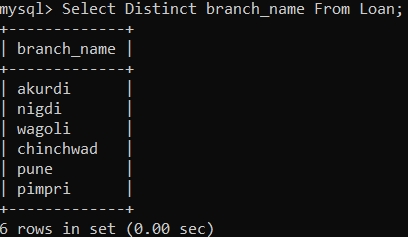 mysql> Select Distinct branch_name From Loan;
+-------------+
| branch_name |
+-------------+
| akurdi      |
| nigdi       |
| wagoli      |
| chinchwad   |
| pune        |
| pimpri      |
+-------------+
6 rows in set (0.00 sec)